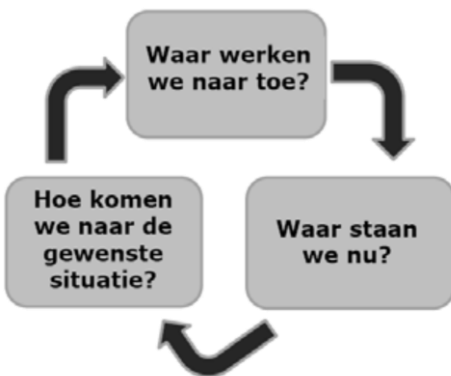 Waar werken
we naar toe?
Waar staan
we nu?
Hoe komen
we naar de
gewenste
situatie?